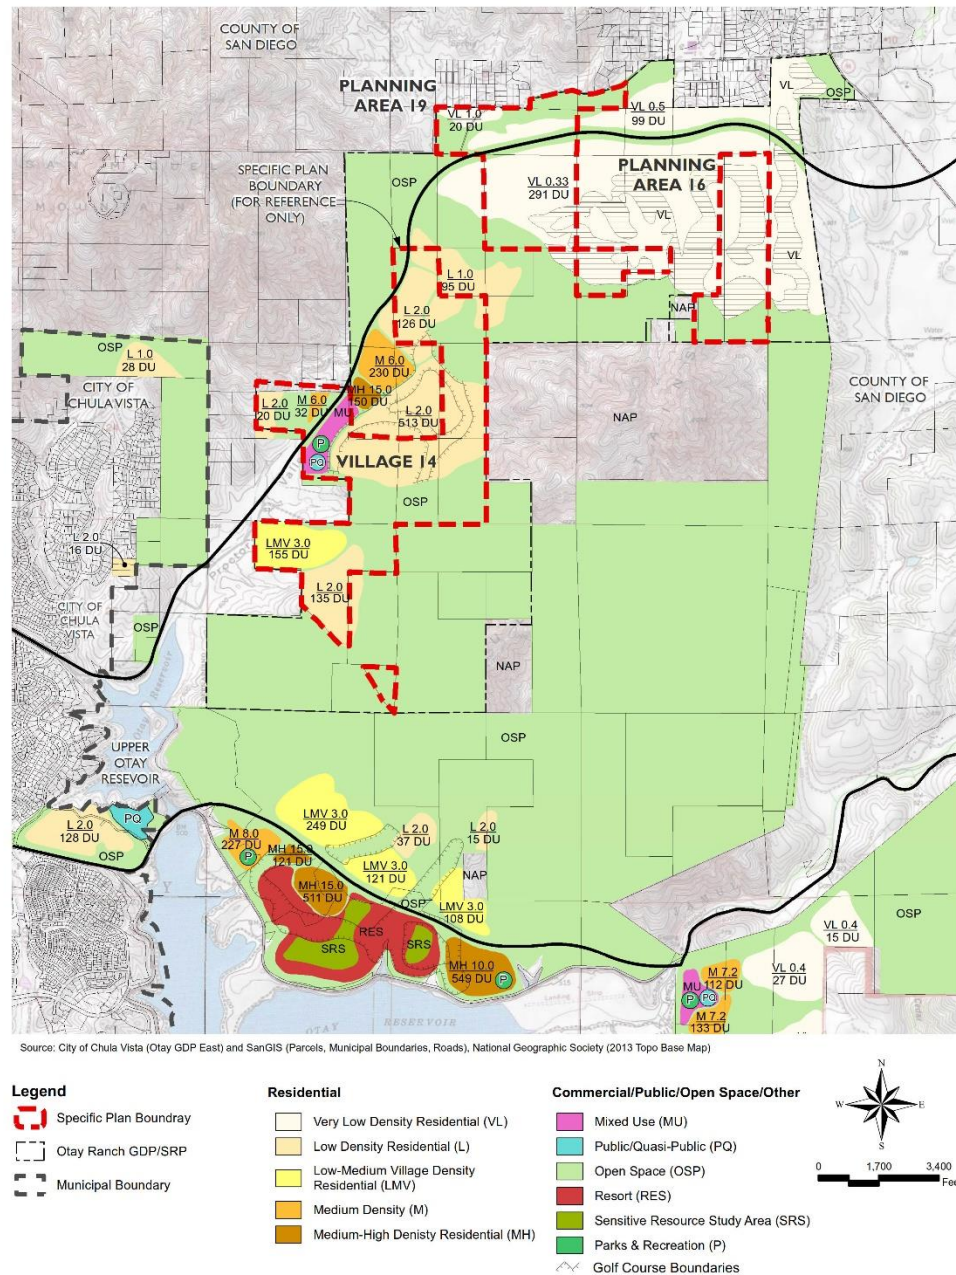 COUNTY OF
SAN DIEGO
PLANNING
AREA 19
VL 1.0
20 DU
VL 0.5
99 DU
VL
OSP
SPECIFIC PLAN
BOUNDARY
(FOR REFERENCE
ONLY)
OSP
VL 0.33
291 DU
PLANNING
AREA 16
VL
VL
L 1.0
95 DU
NAP
L 2.0
126 DU
OSP
L 1.0
28 DU
CITY OF
CHULA VISTA
M 6.0
230 DU
MH 15.0
150 DU
L 2.0
20 DU
M 6.0
32 DU
MU
L 2.0
513 DU
COUNTY OF
SAN DIEGO
NAP
P
PQ
VILLAGE 14
OSP
L 2.0
16 DU
LMV 3.0
155 DU
L 2.0
135 DU
CITY OF
CHULA
VISTA
OSP
NAP
OSP
UPPER
OTAY
RESEVOIR
PQ
L 2.0
128 DU
OSP
LMV 3.0
249 DU
M 8.0
227 DU
P
MH 15.0
121 DU
L 2.0
37 DU
L 2.0
15 DU
LMV 3.0
121 DU
NAP
MH 15.0
511 DU
OSP
LMV 3.0
108 DU
RES
SRS
SRS
MH 10.0
549 DU
P
OSP
VL 0.4
15 DU
VL 0.4
27 DU
M 7.2
112 DU
MU
P
PQ
M 7.2
133 DU
OTAY RESERVOIR
Source: City of Chula Vista (Otay GDP East) and SanGIS (Parcels, Municipal Boundaries, Roads), National Geographic Society (2013 Topo Base Map)
Legend
Specific Plan Boundray
Otay Ranch GDP/SRP
Municipal Boundary
Residential
Very Low Density Residential (VL)
Low Density Residential (L)
Low-Medium Village Density
Residential (LMV)
Medium Density (M)
Medium-High Denisty Residential (MH)
Commercial/Public/Open Space/Other
Mixed Use (MU)
Public/Quasi-Public (PQ)
Open Space (OSP)
Resort (RES)
Sensitive Resource Study Area (SRS)
Parks & Recreation (P)
Golf Course Boundaries
N
W E
S
0 1,700 3,400
Fee